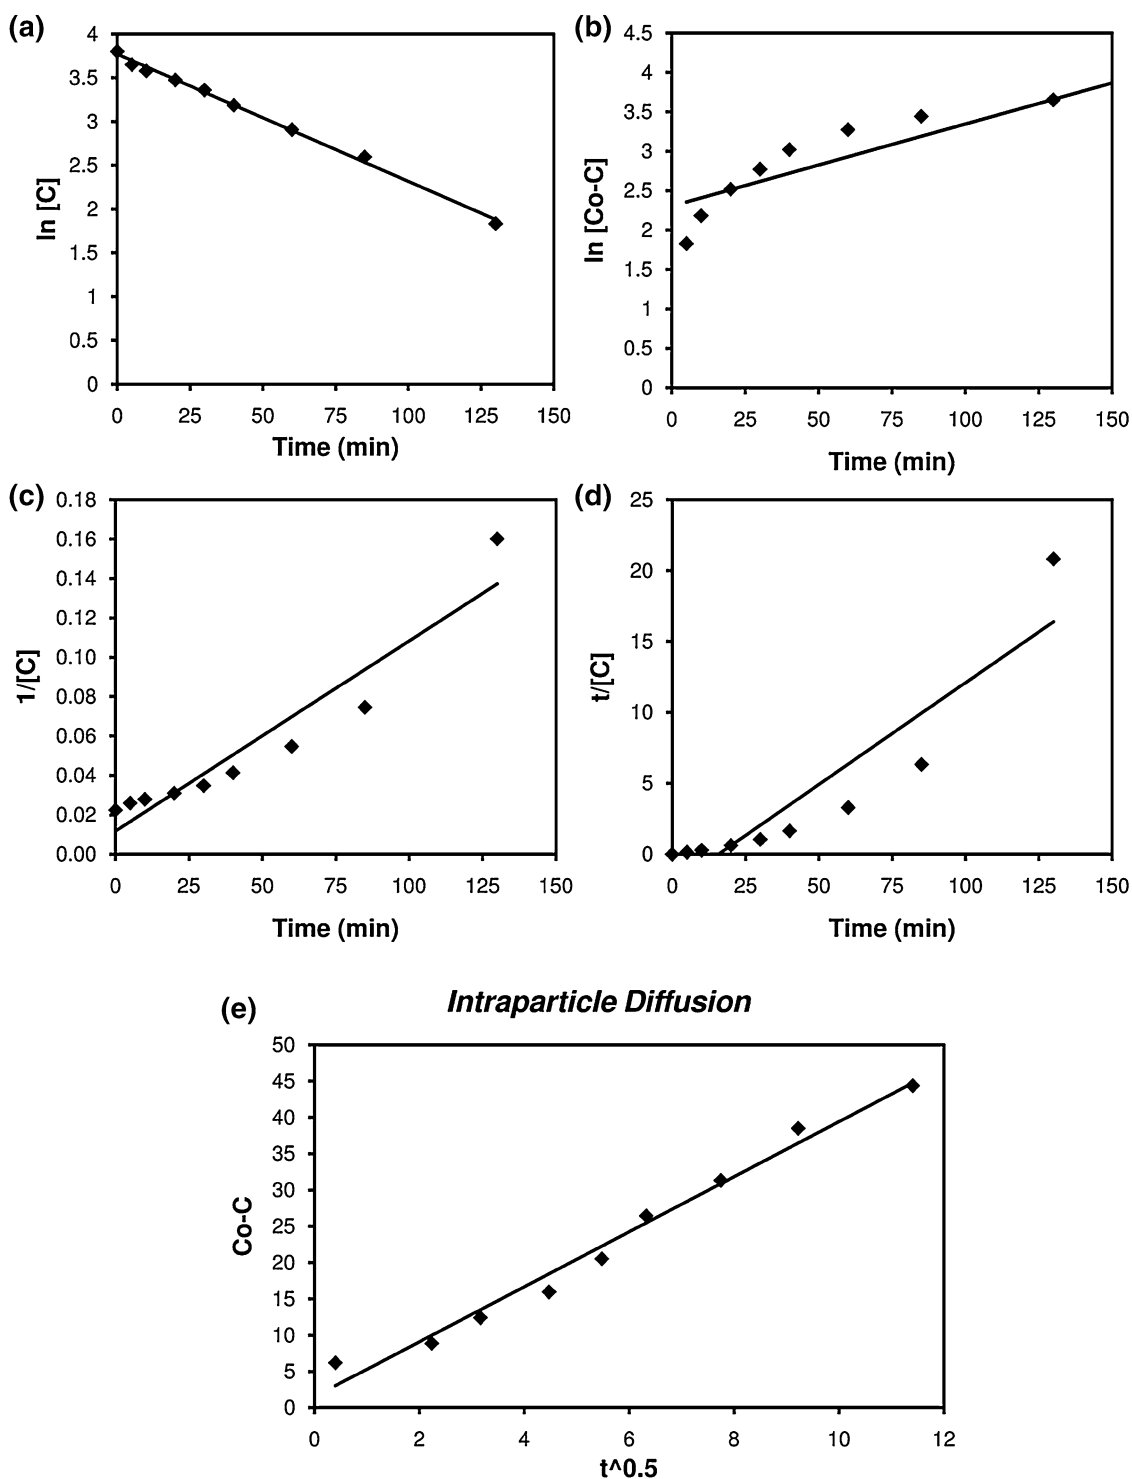 (a)
4
3.5
3
2.5
2
1.5
1
0.5
0
ln [C]
0 25 50 75 100 125 150
Time (min)
(b)
4.5
4
3.5
3
2.5
2
1.5
1
0.5
0
ln [Co-C]
0 25 50 75 100 125 150
Time (min)
(c)
0.18
0.16
0.14
0.12
0.10
0.08
0.06
0.04
0.02
0.00
1/[C]
0 25 50 75 100 125 150
Time (min)
(d)
25
20
15
10
5
0
t/[C]
0 25 50 75 100 125 150
Time (min)
(e)
Intraparticle Diffusion
50
45
40
35
30
25
20
15
10
5
0
Co-C
0 2 4 6 8 10 12
t^0.5